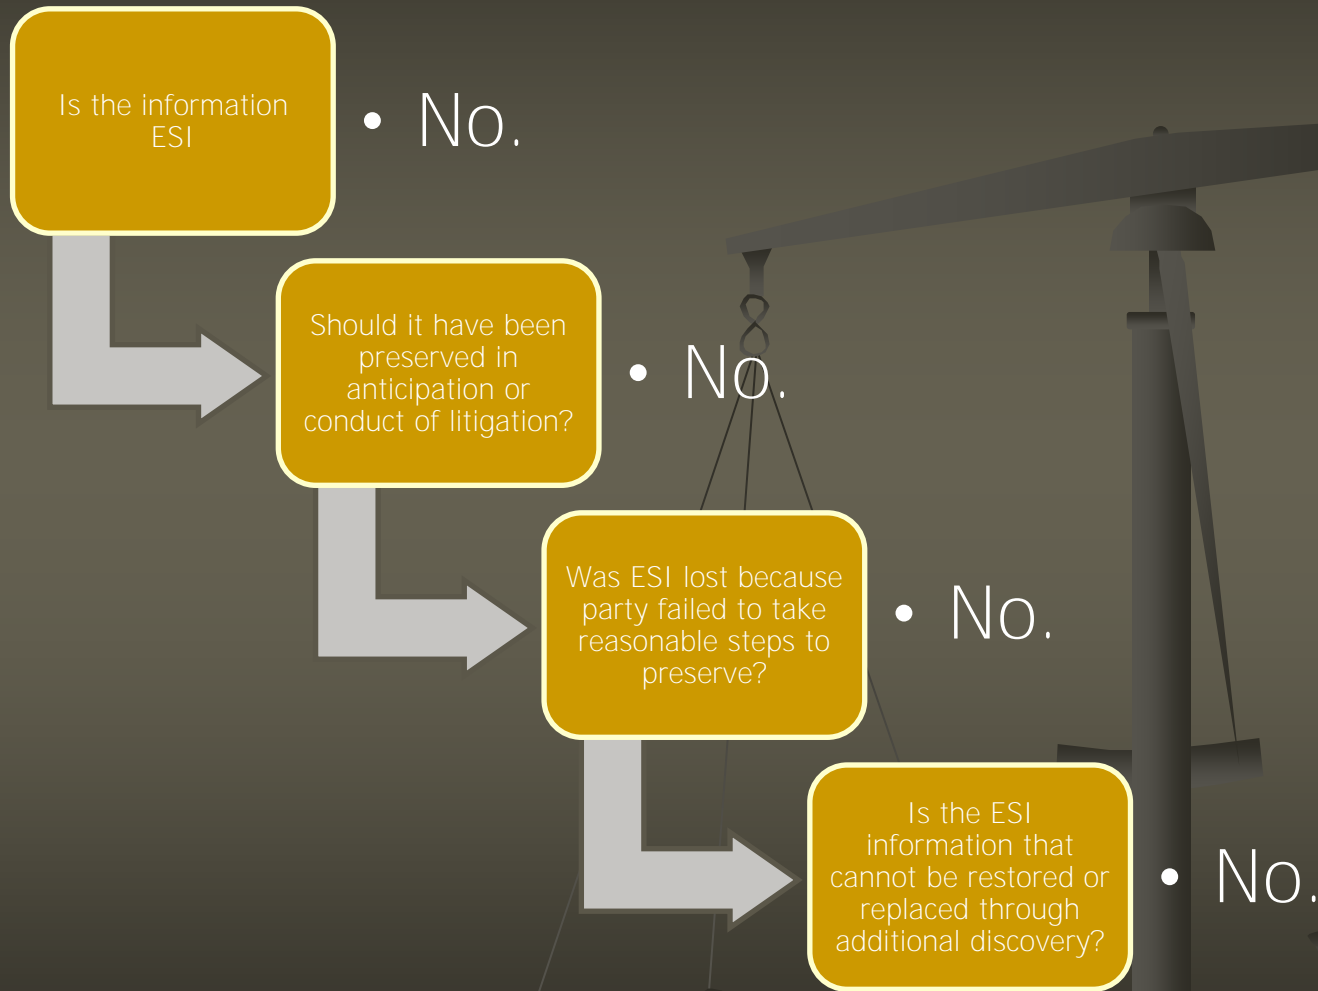 Is the information
ESI
• No.
Should it have been
preserved in
anticipation or
conduct of litigation?
• No.
Was ESI lost because
party failed to take
reasonable steps to
preserve?
• No.
Is the ESI
information that
cannot be restored or
replaced through
additional discovery?
• No.